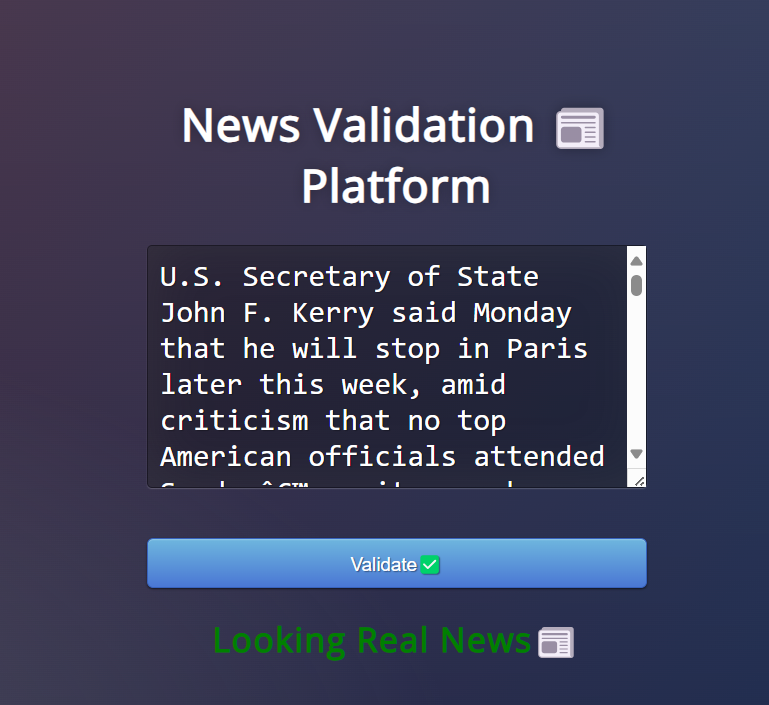 News Validation 📰
Platform
U.S. Secretary of State
John F. Kerry said Monday
that he will stop in Paris
later this week, amid
criticism that no top
American officials attended
Validate ✅
Looking Real News 📰